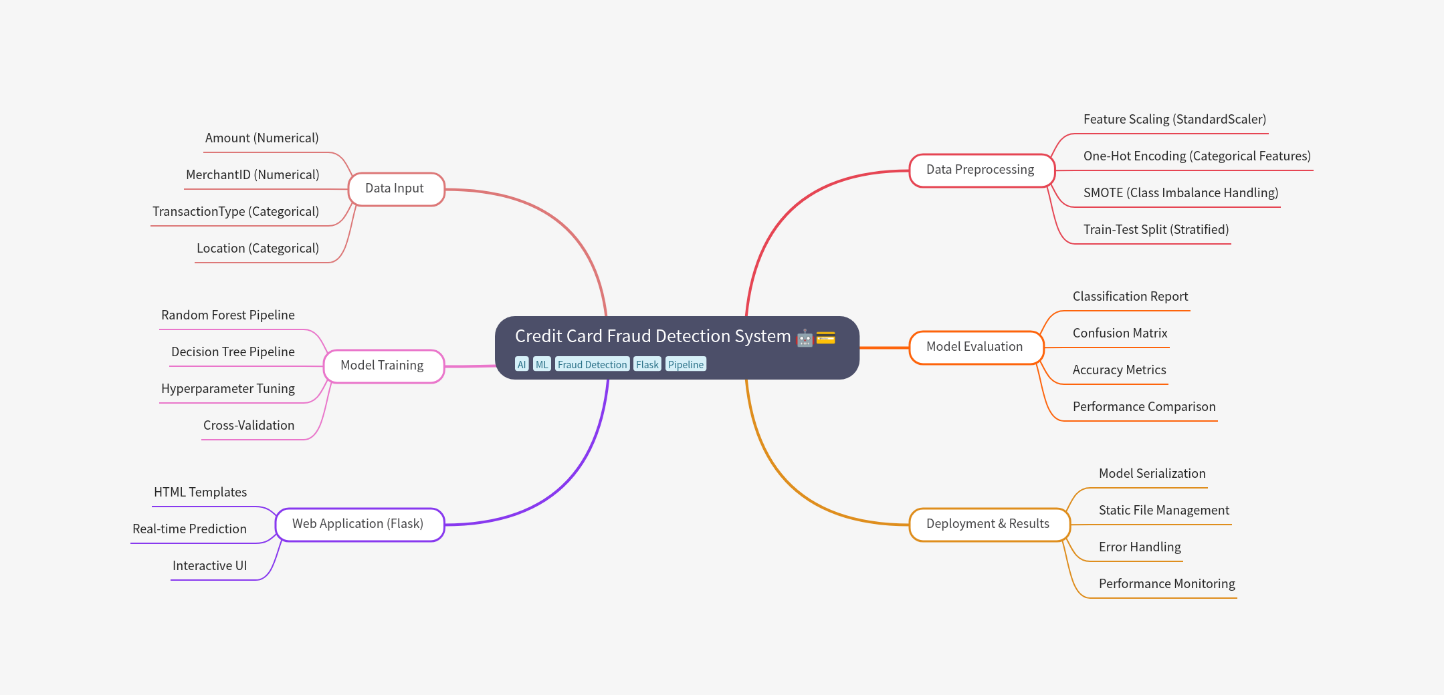 Credit Card Fraud Detection System 🤖💳
AI ML Fraud Detection Flask Pipeline
Data Input
Amount (Numerical)
MerchantID (Numerical)
TransactionType (Categorical)
Location (Categorical)
Model Training
Random Forest Pipeline
Decision Tree Pipeline
Hyperparameter Tuning
Cross-Validation
Web Application (Flask)
HTML Templates
Real-time Prediction
Interactive UI
Data Preprocessing
Feature Scaling (StandardScaler)
One-Hot Encoding (Categorical Features)
SMOTE (Class Imbalance Handling)
Train-Test Split (Stratified)
Model Evaluation
Classification Report
Confusion Matrix
Accuracy Metrics
Performance Comparison
Deployment & Results
Model Serialization
Static File Management
Error Handling
Performance Monitoring